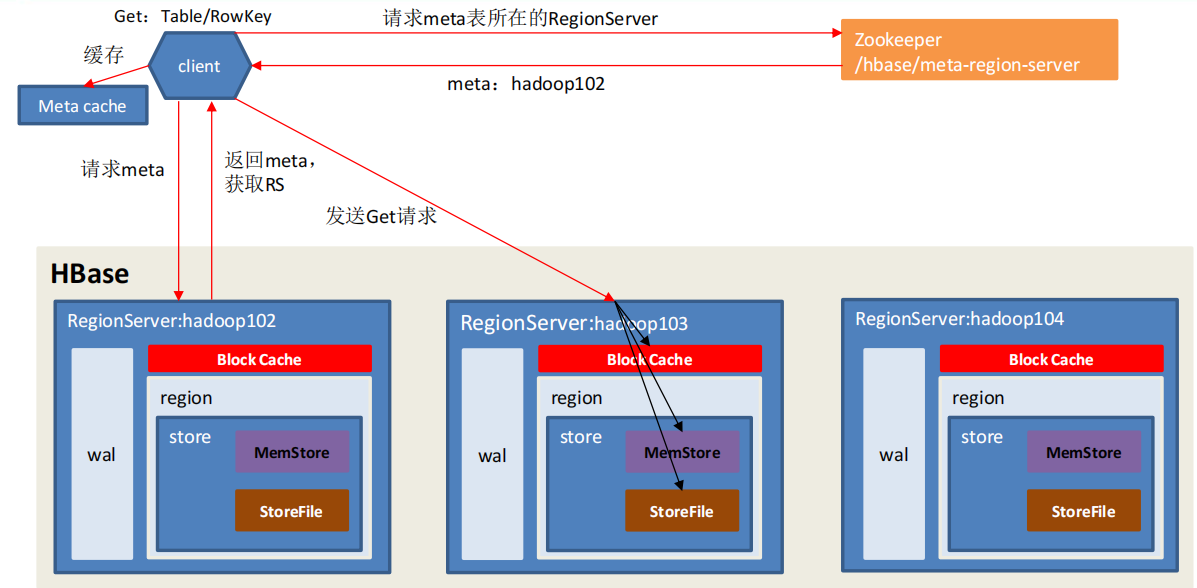 Get：Table/RowKey
请求meta表所在的RegionServer
缓存
client
Zookeeper
/hbase/meta-region-server
meta：hadoop102
Meta cache
请求meta
返回meta，
获取RS
发送Get请求
HBase
RegionServer:hadoop102
Block Cache
region
store
wal
MemStore
StoreFile
RegionServer:hadoop103
Block Cache
region
store
wal
MemStore
StoreFile
RegionServer:hadoop104
Block Cache
region
store
wal
MemStore
StoreFile